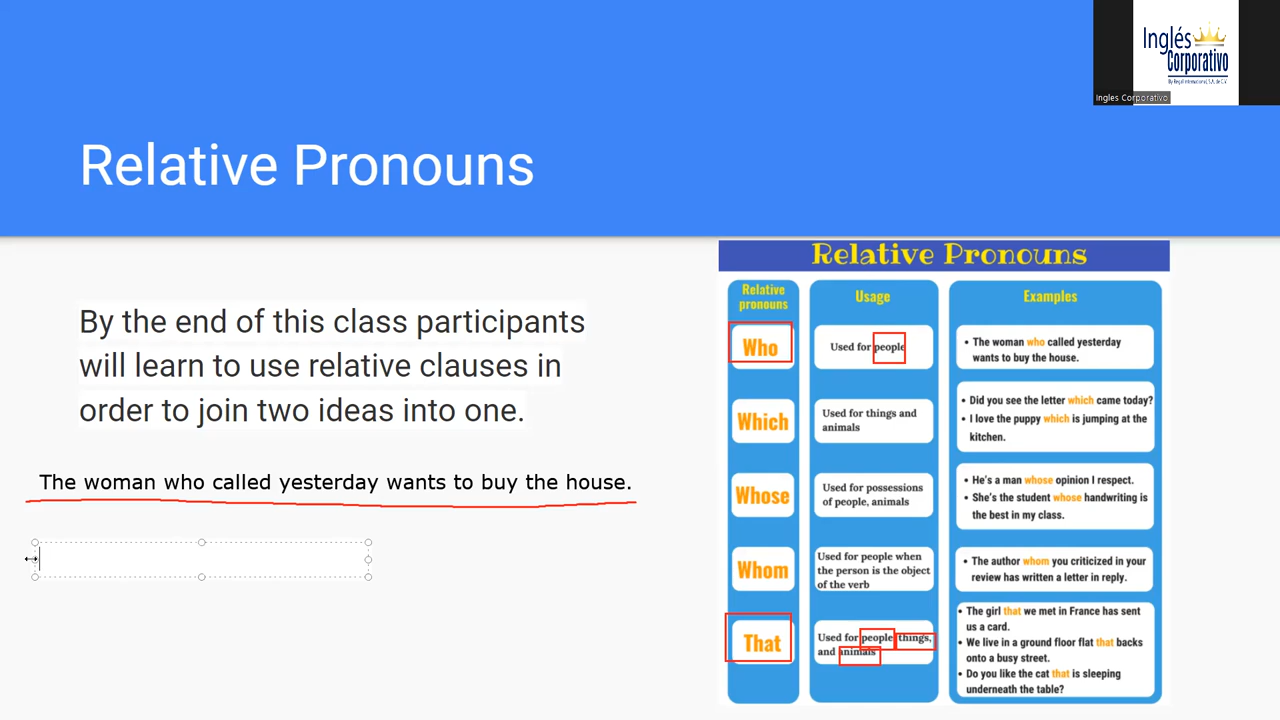 Inglés
Corporativo
Ingles Corporativo
Relative Pronouns
By the end of this class participants
will learn to use relative clauses in
order to join two ideas into one.
The woman who called yesterday wants to buy the house.
Relative Pronouns
Relative
pronouns
Usage
Examples
Who
Used for people
• The woman who called yesterday
wants to buy the house.
Which
Used for things and
animals
• Did you see the letter which came today?
• I love the puppy which is jumping at the
kitchen.
Whose
Used for possessions
of people, animals
• He's a man whose opinion I respect.
• She's the student whose handwriting is
the best in my class.
Whom
Used for people when
the person is the object
of the verb
• The author whom you criticized in your
review has written a letter in reply.
That
Used for people, things,
and animals
• The girl that we met in France has sent
us a card.
• We live in a ground floor flat that backs
onto a busy street.
• Do you like the cat that is sleeping
underneath the table?